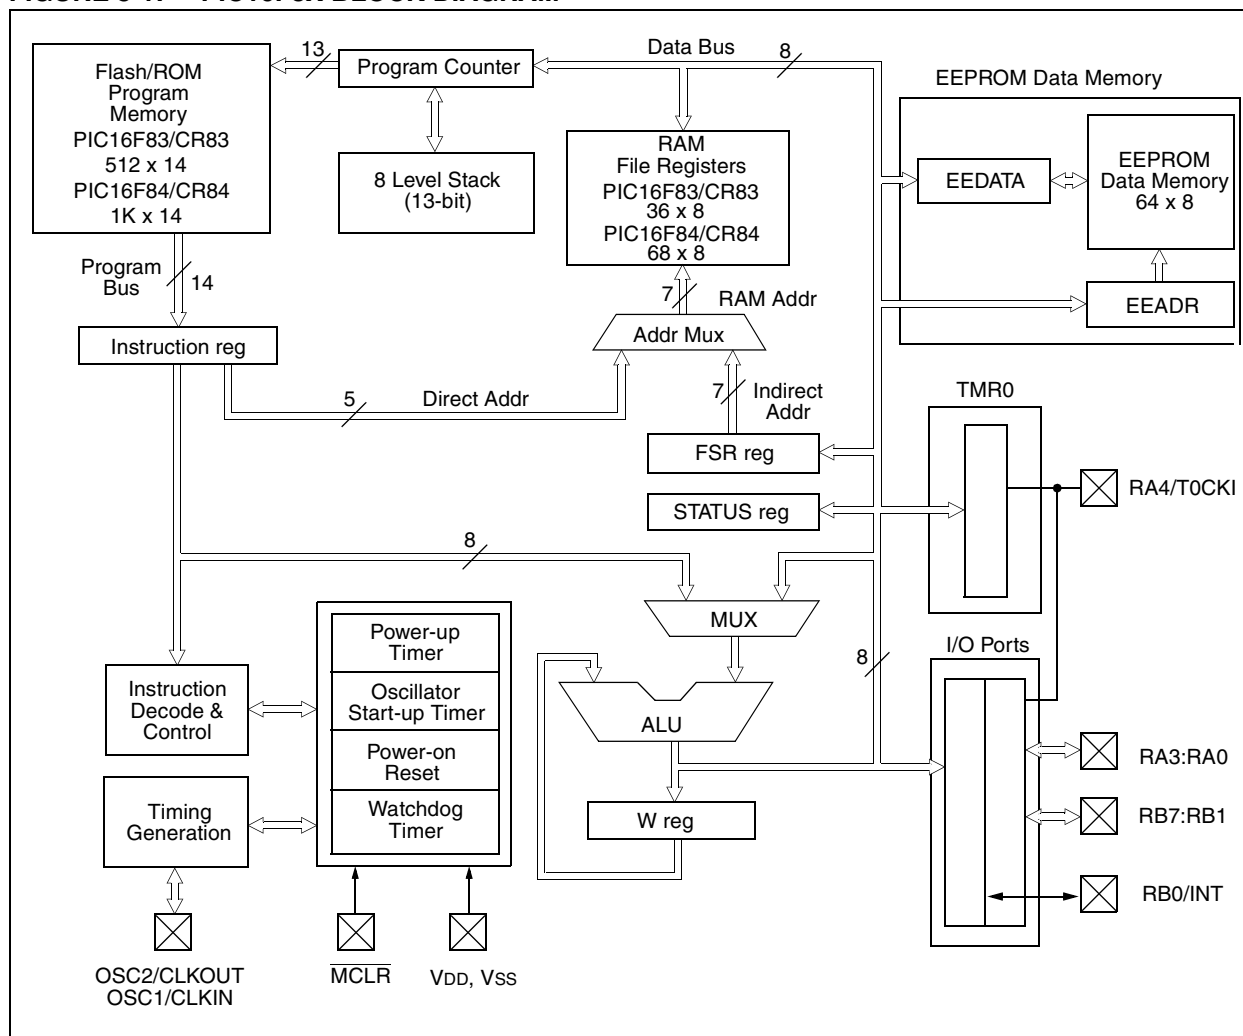 13
Data Bus
8
Program Counter
Flash/ROM
Program
Memory
PIC16F83/CR83
512 x 14
PIC16F84/CR84
1K x 14
8 Level Stack
(13-bit)
RAM
File Registers
PIC16F83/CR83
36 x 8
PIC16F84/CR84
68 x 8
EEPROM Data Memory
EEDATA
EEPROM
Data Memory
64 x 8
EEADR
Program
Bus
14
7
RAM Addr
Addr Mux
Instruction reg
5
Direct Addr
7
Indirect
Addr
FSR reg
STATUS reg
TMR0
RA4/T0CKI
8
MUX
8
I/O Ports
Power-up
Timer
Oscillator
Start-up Timer
Power-on
Reset
Watchdog
Timer
Instruction
Decode &
Control
Timing
Generation
ALU
W reg
RA3:RA0
RB7:RB1
RB0/INT
OSC2/CLKOUT
OSC1/CLKIN
MCLR
VDD, VSS